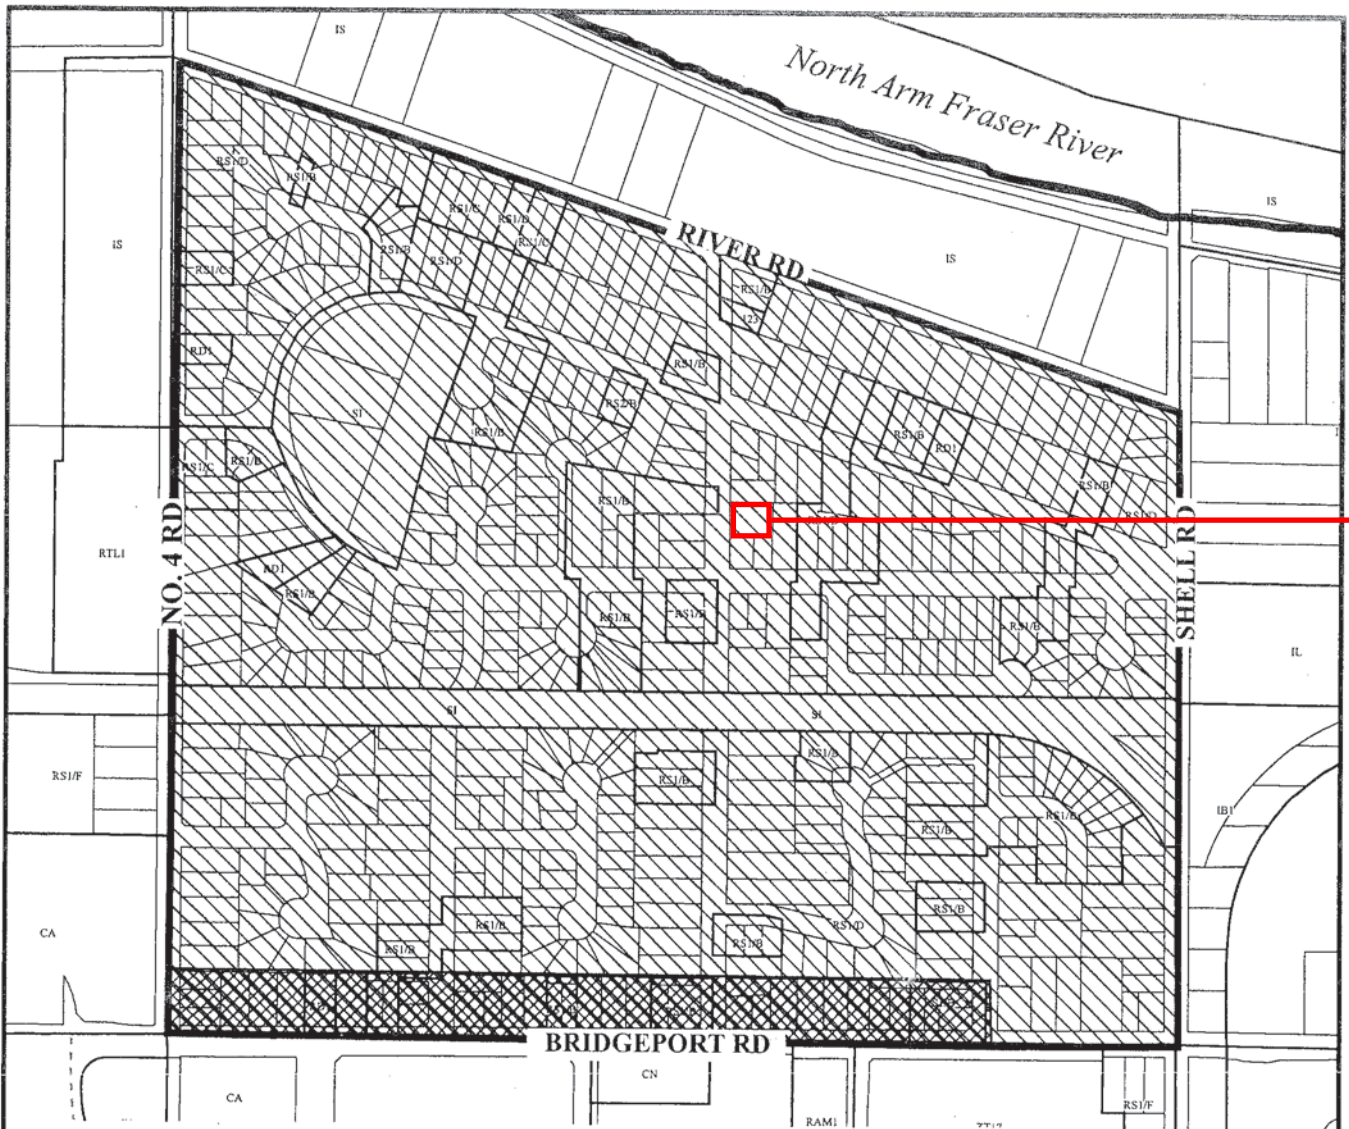 IS
North Arm Fraser River
RS1/D
RS1/B
IS
RS1/C
RS1/D
IS
RS1/C
RS1/B
RS1/D
RIVER RD
IS
RS1/C
RS1/B
123
RD1
RS1/B
RS2/B
SI
RS1/B
RS1/B
RD1
RS1/C
RS1/B
RS1/B
RS1/B
RS1/D
NO. 4 RD
SHELL RD
RTL1
RD1
RS1/B
RS1/B
RS1/B
RS1/B
IL
SI
SI
RS1/F
RS1/B
RS1/B
IB1
RS1/B
RS1/B
CA
RS1/B
RS1/B
RS1/B
RS1/D
RS1/B
BRIDGEPORT RD
CN
CA
RS1/F
RAM1